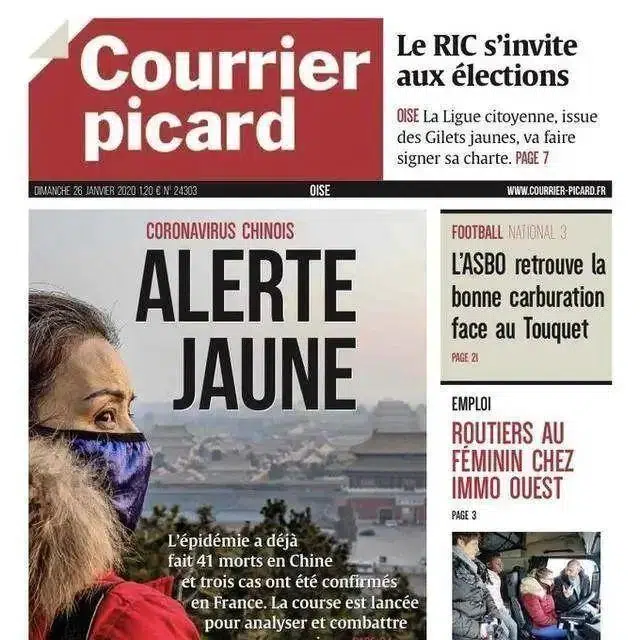 Courrier
picard
Le RIC s'invite
aux élections
OISE La Ligue citoyenne, issue
des Gilets jaunes, va faire
signer sa charte. PAGE 7
DIMANCHE 26 JANVIER 2020 1,20 € N° 24303
OISE
WWW.COURRIER-PICARD.FR
CORONAVIRUS CHINOIS
ALERTE
JAUNE
L'épidémie a déjà
fait 41 morts en Chine
et trois cas ont été confirmés
en France. La course est lancée
pour analyser et combattre
FOOTBALL NATIONAL 3
L'ASBO retrouve la
bonne carburation
face au Touquet
PAGE 21
EMPLOI
ROUTIERS AU
FÉMININ CHEZ
IMMO OUEST
PAGE 3